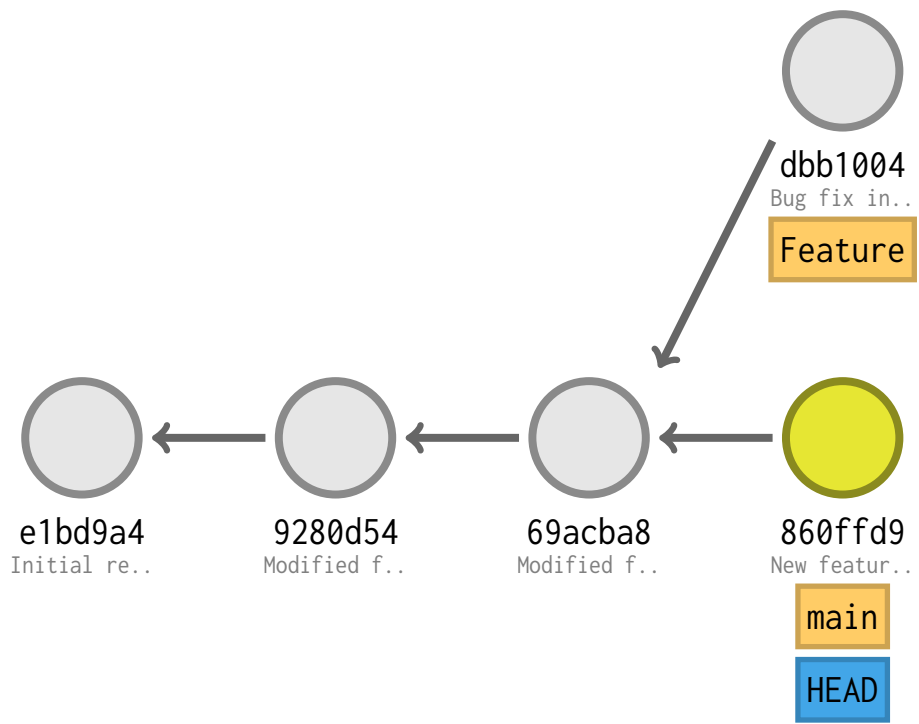 dbb1004
Bug fix in..
Feature
e1bd9a4
Initial re..
9280d54
Modified f..
69acba8
Modified f..
860ffd9
New featur..
main
HEAD